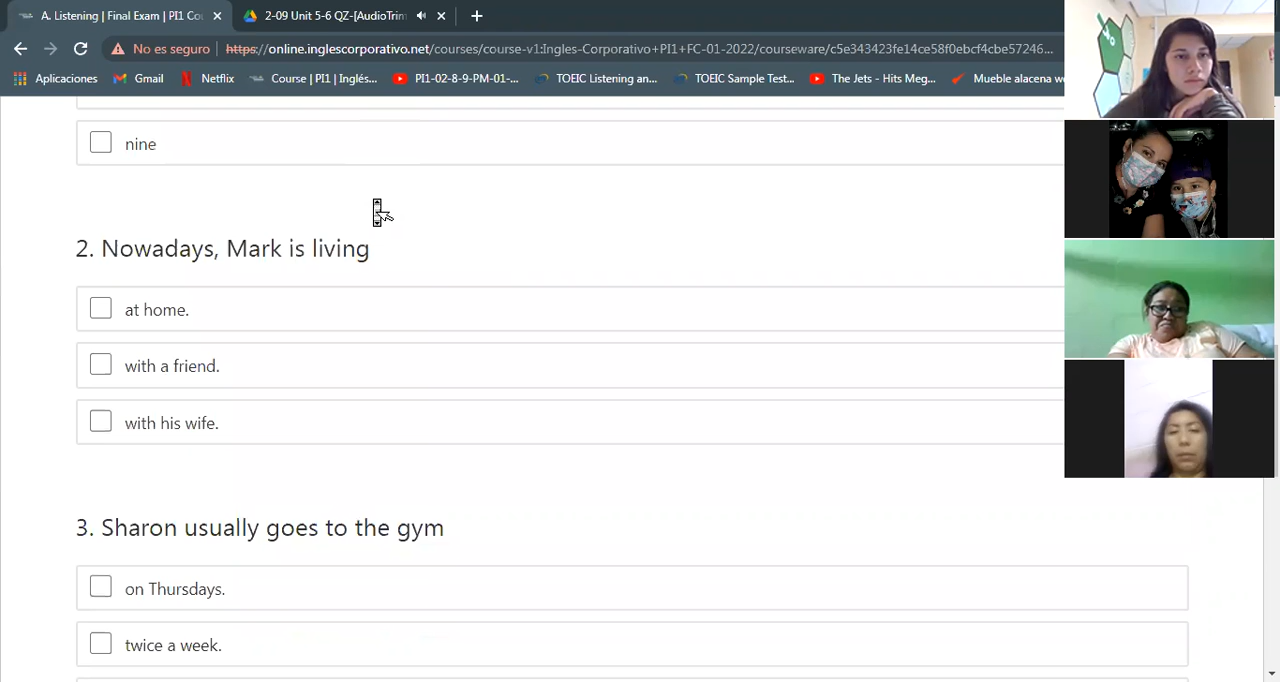 A. Listening | Final Exam | PI1 Cou
2-09 Unit 5-6 QZ-[AudioTrim
No es seguro | https://online.inglescorporativo.net/courses/course-v1:Ingles-Corporativo+PI1+FC-01-2022/courseware/c5e343423fe14ce58f0ebcf4cbe57246...
Aplicaciones Gmail Netflix Course | PI1 | Inglés... PI1-02-8-9-PM-01-... TOEIC Listening an... TOEIC Sample Test... The Jets - Hits Meg... Mueble alacena
nine
2. Nowadays, Mark is living
at home.
with a friend.
with his wife.
3. Sharon usually goes to the gym
on Thursdays.
twice a week.